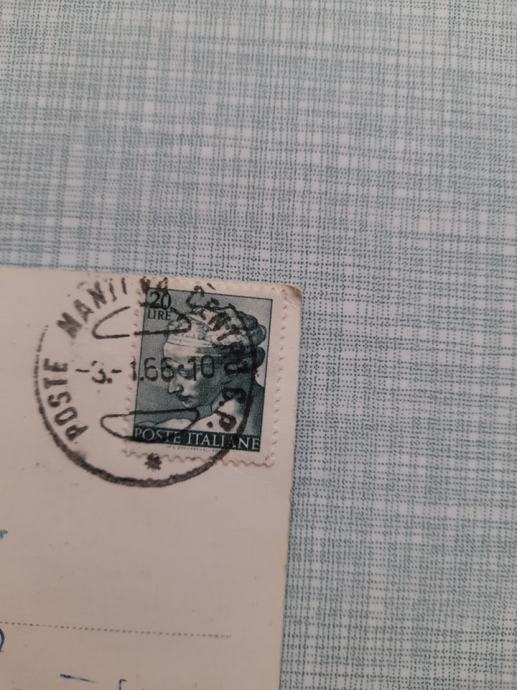 20
LIRE
POSTE MANTOVA CENTRO C.P.
-3.-1.66-10
POSTE ITALIANE